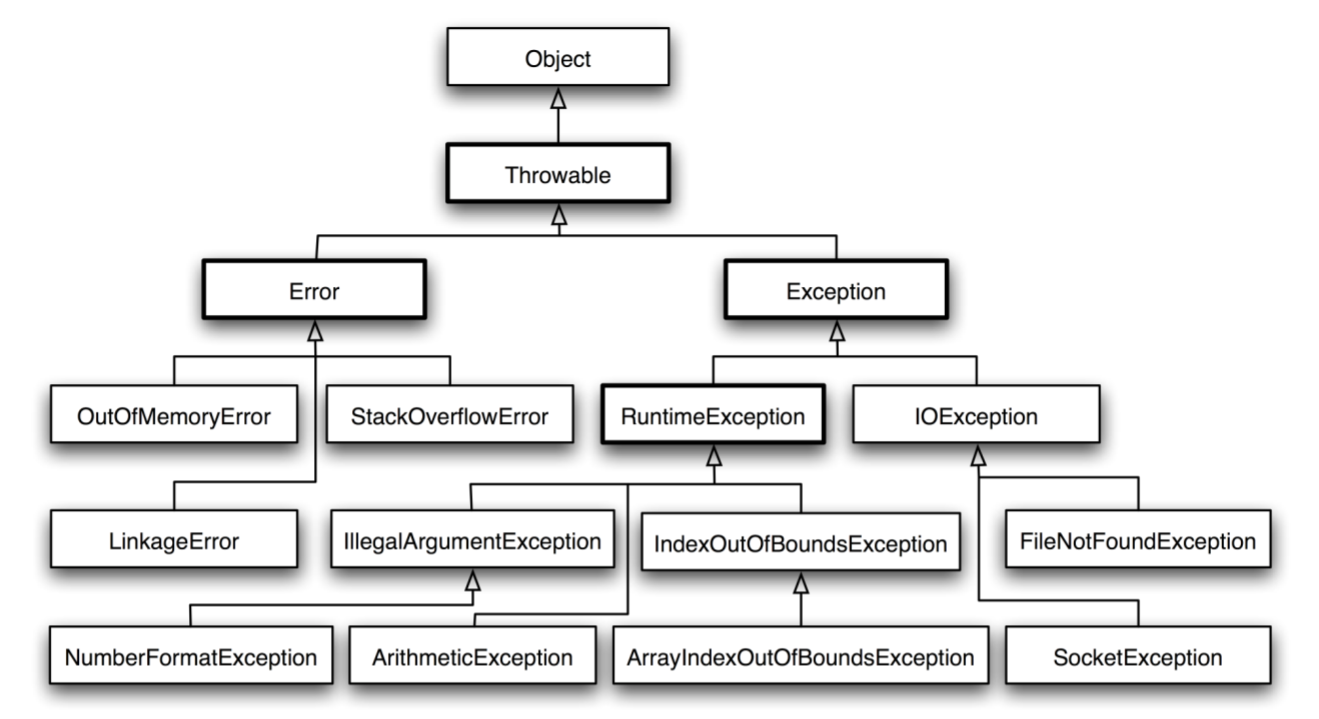 Object
Throwable
Error
Exception
OutOfMemoryError
StackOverflowError
RuntimeException
IOException
LinkageError
IllegalArgumentException
IndexOutOfBoundsException
FileNotFoundException
NumberFormatException
ArithmeticException
ArrayIndexOutOfBoundsException
SocketException